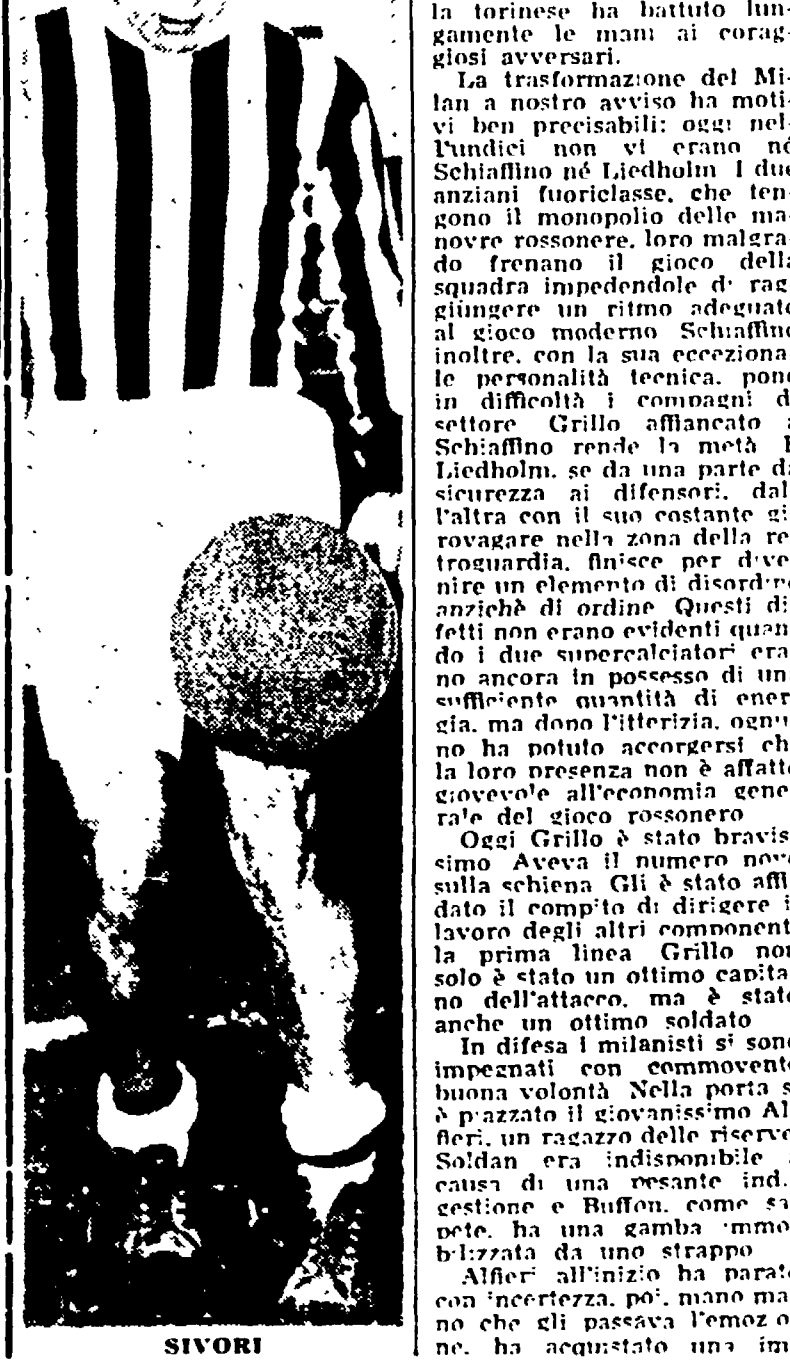 la torinese ha battuto lun-
gamente le mani ai corag-
giosi avversari.
La trasformazione del Mi-
lan a nostro avviso ha moti-
vi ben precisabili: oggi nel-
l'undici non vi erano né
Schiaffino né Liedholm I due
anziani fuoriclasse. che ten-
gono il monopolio delle ma-
novre rossonere. loro malgra-
do frenano il gioco della
squadra impedendole d' rag-
giungere un ritmo adeguato
al gioco moderno Schiaffino
inoltre. con la sua ecceziona-
le personalità tecnica. pone
in difficoltà i compagni di
settore Grillo affiancato a
Schiaffino rende la metà
Liedholm. se da una parte dà
sicurezza ai difensori. dal-
l'altra con il suo costante gi-
rovagare nella zona della re-
troguardia. finisce per dive-
nire un elemento di disordine
anzichè di ordine Questi di-
fetti non erano evidenti quan-
do i due supercalciatori era-
no ancora in possesso di una
sufficiente quantità di ener-
gia. ma dopo l'itterizia. ognu-
no ha potuto accorgersi che
la loro presenza non è affatto
giovevole all'economia gene-
rale del gioco rossonero
Oggi Grillo è stato bravis-
simo Aveva il numero nove
sulla schiena Gli è stato affi-
dato il compito di dirigere il
lavoro degli altri componenti
la prima linea Grillo non
solo è stato un ottimo capita-
no dell'attacco. ma è stato
anche un ottimo soldato
In difesa i milanisti si sono
impegnati con commovente
buona volontà Nella porta si
è piazzato il giovanissimo Al-
fieri. un ragazzo delle riserve.
Soldan era indisponibile a
causa di una pesante indi-
gestione e Buffon. come sa-
pete. ha una gamba immo-
bilizzata da uno strappo
Alfieri all'inizio ha parato
con incertezza. poi. mano ma-
no che gli passava l'emozio-
ne. ha acquistato una im-
SIVORI